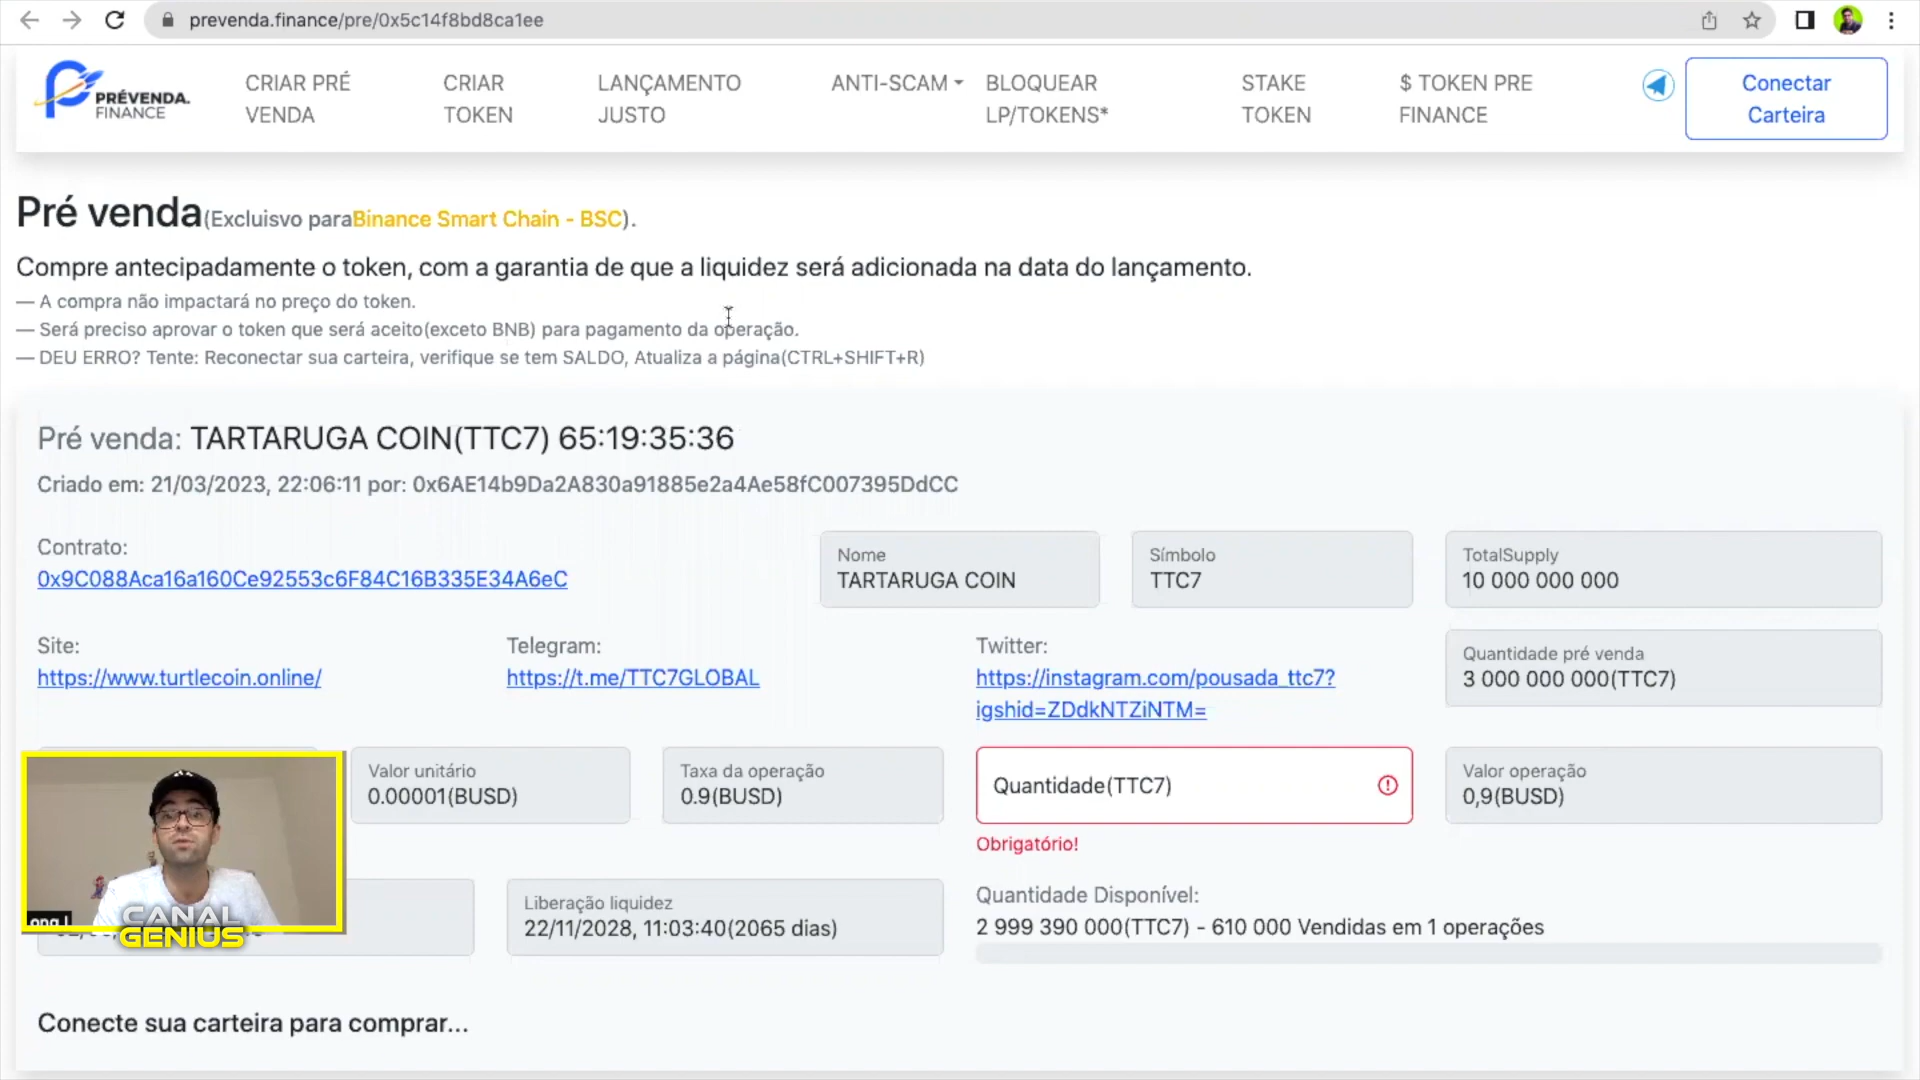 prevenda.finance/pre/0x5c14f8bd8ca1ee
PRÉVENDA.
FINANCE
CRIAR PRÉ
VENDA
CRIAR
TOKEN
LANÇAMENTO
JUSTO
ANTI-SCAM
BLOQUEAR
LP/TOKENS*
STAKE
TOKEN
$ TOKEN PRE
FINANCE
Conectar
Carteira
Pré venda(Excluisvo paraBinance Smart Chain - BSC).
Compre antecipadamente o token, com a garantia de que a liquidez será adicionada na data do lançamento.
— A compra não impactará no preço do token.
— Será preciso aprovar o token que será aceito(exceto BNB) para pagamento da operação.
— DEU ERRO? Tente: Reconectar sua carteira, verifique se tem SALDO, Atualiza a página(CTRL+SHIFT+R)
Pré venda: TARTARUGA COIN(TTC7) 65:19:35:36
Criado em: 21/03/2023, 22:06:11 por: 0x6AE14b9Da2A830a91885e2a4Ae58fC007395DdCC
Contrato:
0x9C088Aca16a160Ce92553c6F84C16B335E34A6eC
Nome
TARTARUGA COIN
Símbolo
TTC7
TotalSupply
10 000 000 000
Site:
https://www.turtlecoin.online/
Telegram:
https://t.me/TTC7GLOBAL
Twitter:
https://instagram.com/pousada_ttc7?
igshid=ZDdkNTZiNTM=
Quantidade pré venda
3 000 000 000(TTC7)
Valor unitário
0.00001(BUSD)
Taxa da operação
0.9(BUSD)
Quantidade(TTC7)
Obrigatório!
Valor operação
0,9(BUSD)
CANAL
GENIUS
Liberação liquidez
22/11/2028, 11:03:40(2065 dias)
Quantidade Disponível:
2 999 390 000(TTC7) - 610 000 Vendidas em 1 operações
Conecte sua carteira para comprar...